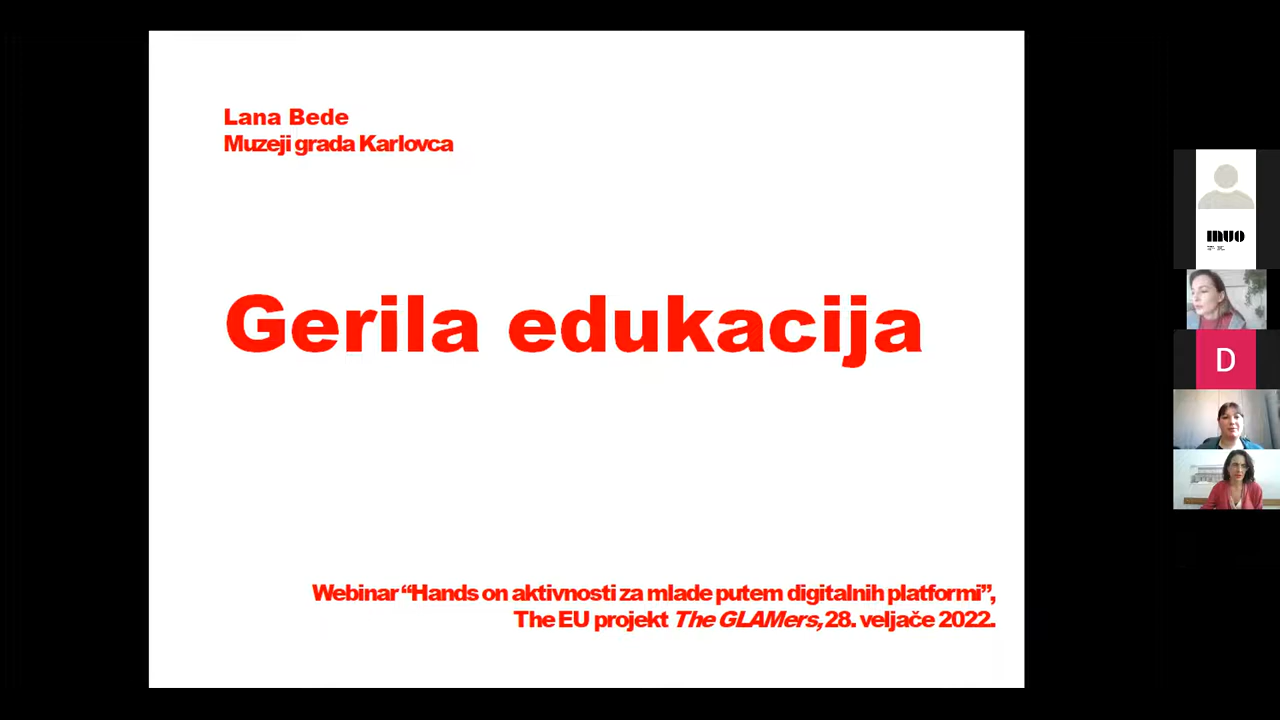 Lana Bede
Muzeji grada Karlovca
Gerila edukacija
Webinar “Hands on aktivnosti za mlade putem digitalnih platformi”,
The EU projekt The GLAMers, 28. veljače 2022.
muo
D